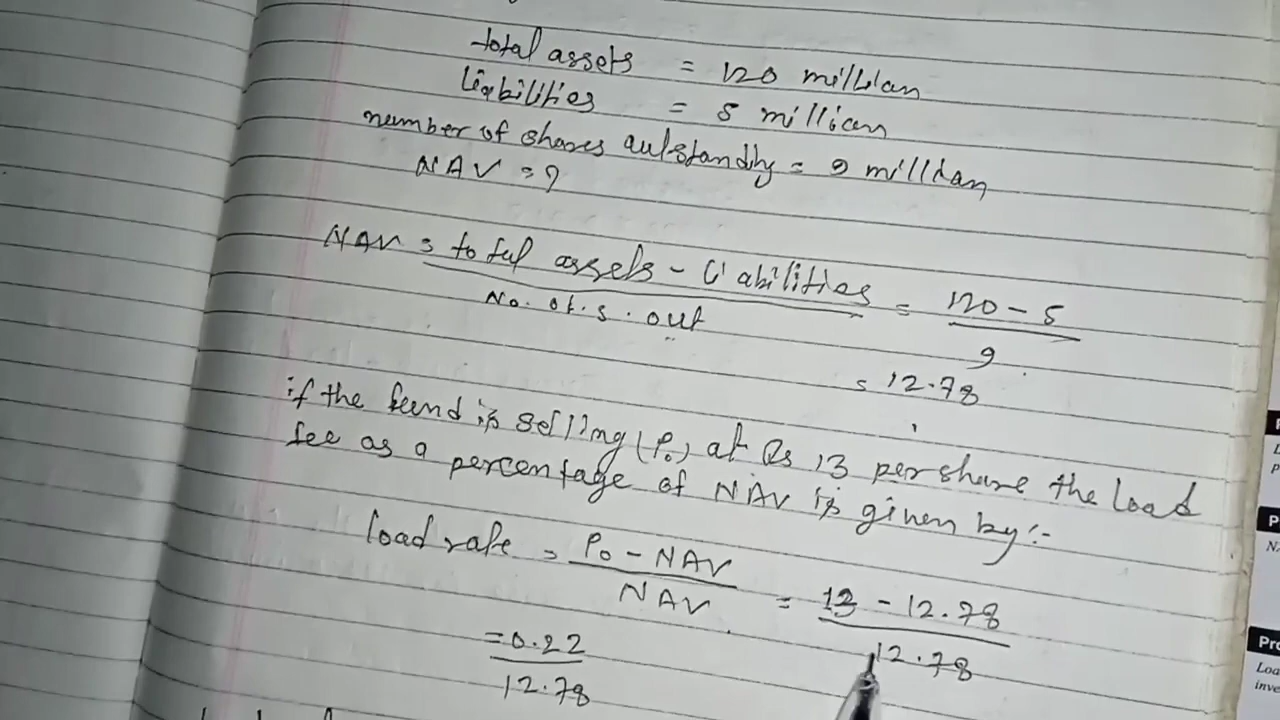 total assets = 120 million
Liabilities = 5 million
number of shares outstanding = 9 million
NAV = ?
NAV = total assets - Liabilities = 120 - 5
No. of. s. out
9
= 12.78
if the fund is selling (P₀) at Rs 13 per share the load
fee as a percentage of NAV is given by:-
load rate = P₀ - NAV
NAV
= 13 - 12.78
12.78
= 0.22
12.78